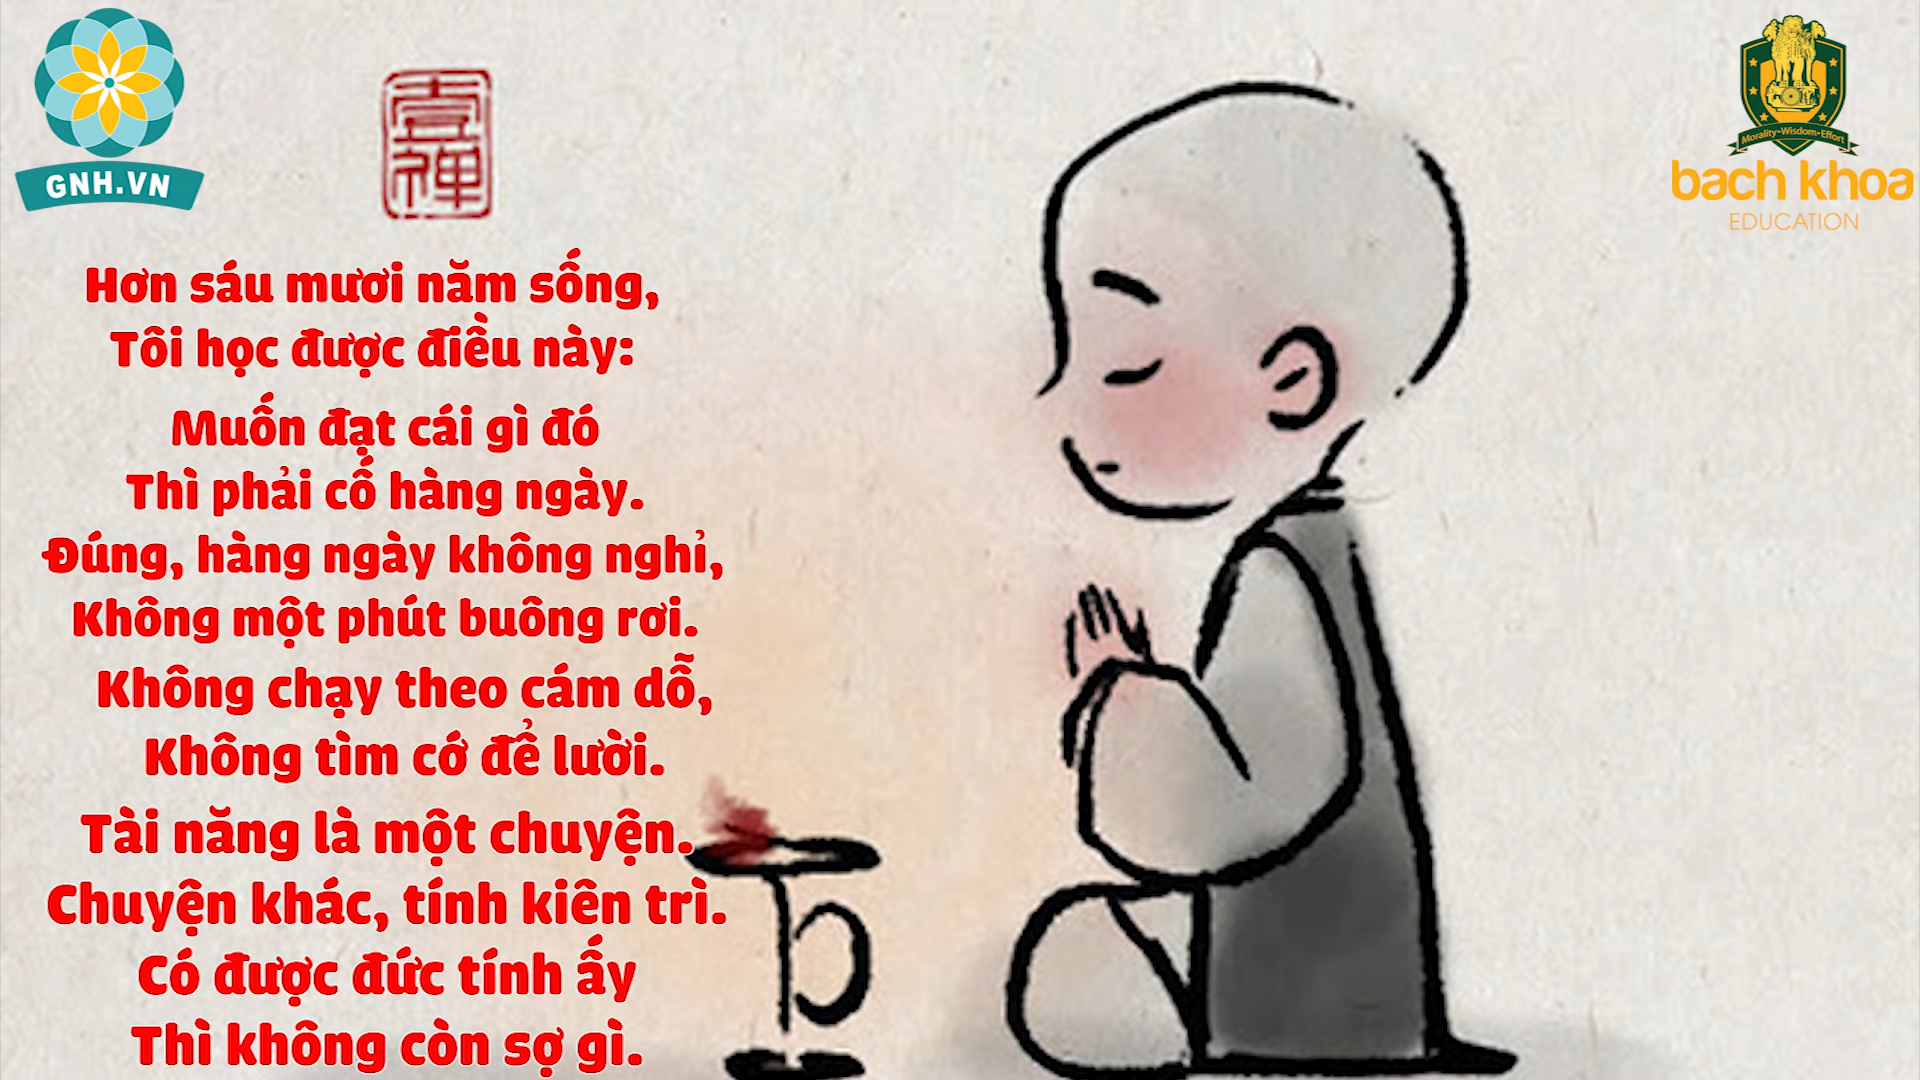 GNH.VN
壹禅
Morality-Wisdom-Effort
bach khoa
EDUCATION
Hơn sáu mươi năm sống,
Tôi học được điều này:
Muốn đạt cái gì đó
Thì phải cố hàng ngày.
Đúng, hàng ngày không nghỉ,
Không một phút buông rơi.
Không chạy theo cám dỗ,
Không tìm cớ để lười.
Tài năng là một chuyện.
Chuyện khác, tính kiên trì.
Có được đức tính ấy
Thì không còn sợ gì.